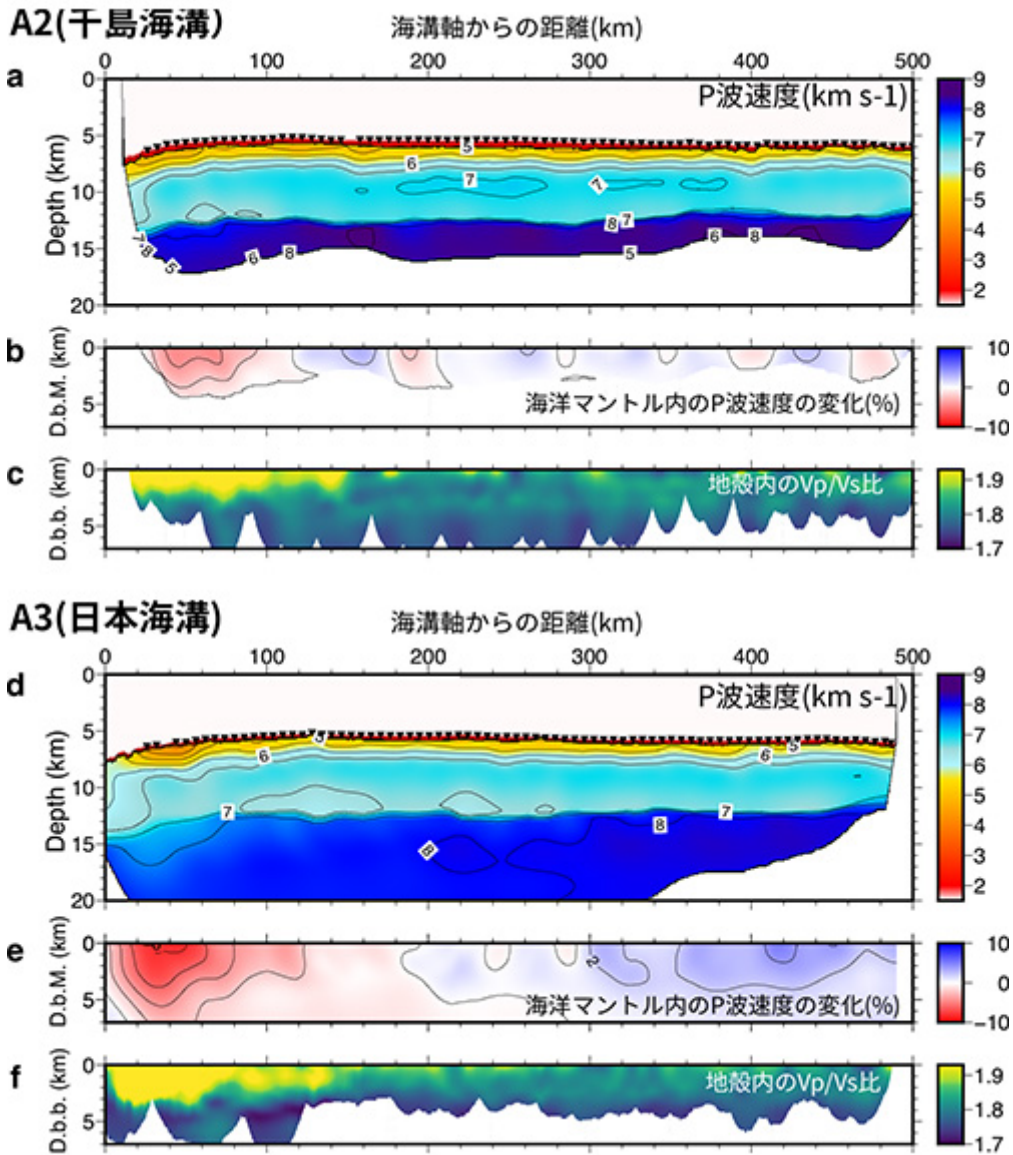 A2(千島海溝)
海溝軸からの距離(km)
0 100 200 300 400 500
a
P波速度(km s-1)
Depth (km)
0
5
10
15
20
5
6
7
7
8 7
7 8
5
6 8
5
6 8
9
8
7
6
5
4
3
2
b
D.b.M. (km)
0
5
海洋マントル内のP波速度の変化(%)
10
0
−10
c
D.b.b. (km)
0
5
地殻内のVp/Vs比
1.9
1.8
1.7
A3(日本海溝)
海溝軸からの距離(km)
0 100 200 300 400 500
d
P波速度(km s-1)
Depth (km)
0
5
10
15
20
5
6
6 5
7
8
8 7
9
8
7
6
5
4
3
2
e
D.b.M. (km)
0
5
2
海洋マントル内のP波速度の変化(%)
10
0
−10
f
D.b.b. (km)
0
5
地殻内のVp/Vs比
1.9
1.8
1.7